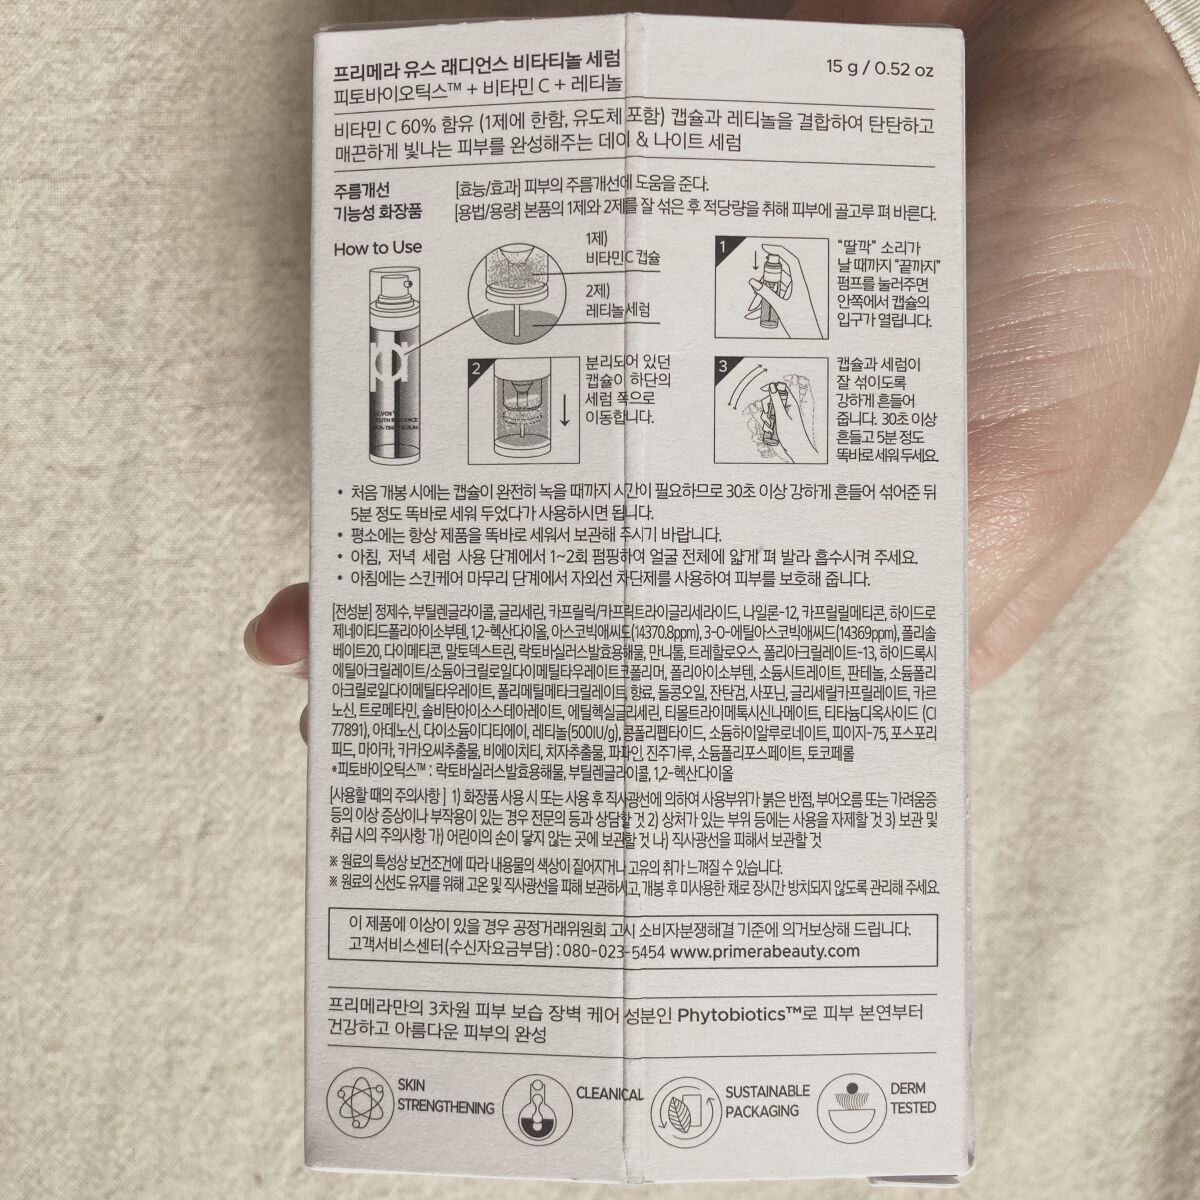 프리메라 유스 래디언스 비타티놀 세럼
피토바이오틱스™ + 비타민 C + 레티놀
15 g / 0.52 oz
비타민 C 60% 함유 (1제에 한함, 유도체 포함) 캡슐과 레티놀을 결합하여 탄탄하고
매끈하게 빛나는 피부를 완성해주는 데이 & 나이트 세럼
주름개선
기능성 화장품
[효능/효과] 피부의 주름개선에 도움을 준다.
[용법/용량] 본품의 1제와 2제를 잘 섞은 후 적당량을 취해 피부에 골고루 펴 바른다.
How to Use
1제)
비타민C 캡슐
2제)
레티놀세럼
1
"딸깍" 소리가
날 때까지 "끝까지"
펌프를 눌러주면
안쪽에서 캡슐의
입구가 열립니다.
2
분리되어 있던
캡슐이 하단의
세럼 쪽으로
이동합니다.
3
캡슐과 세럼이
잘 섞이도록
강하게 흔들어
줍니다. 30초 이상
흔들고 5분 정도
똑바로 세워 두세요.
• 처음 개봉 시에는 캡슐이 완전히 녹을 때까지 시간이 필요하므로 30초 이상 강하게 흔들어 섞어준 뒤
5분 정도 똑바로 세워 두었다가 사용하시면 됩니다.
• 평소에는 항상 제품을 똑바로 세워서 보관해 주시기 바랍니다.
• 아침, 저녁 세럼 사용 단계에서 1~2회 펌핑하여 얼굴 전체에 얇게 펴 발라 흡수시켜 주세요.
• 아침에는 스킨케어 마무리 단계에서 자외선 차단제를 사용하여 피부를 보호해 줍니다.
[전성분] 정제수, 부틸렌글라이콜, 글리세린, 카프릴릭/카프릭트라이글리세라이드, 나일론-12, 카프릴릴메티콘, 하이드로
제네이티드폴리아이소부텐, 1,2-헥산다이올, 아스코빅애씨드(14370.8ppm), 3-O-에틸아스코빅애씨드(14369ppm), 폴리솔
베이트20, 다이메티콘, 말토덱스트린, 락토바실러스발효용해물, 만니톨, 트레할로오스, 폴리아크릴레이트-13, 하이드록시
에틸아크릴레이트/소듐아크릴로일다이메틸타우레이트코폴리머, 폴리아이소부텐, 소듐시트레이트, 판테놀, 소듐폴리
아크릴로일다이메틸타우레이트, 폴리메틸메타크릴레이트, 향료, 돌콩오일, 잔탄검, 사포닌, 글리세릴카프릴레이트, 카르
노신, 트로메타민, 솔비탄아이소스테아레이트, 에틸헥실글리세린, 티몰트라이메톡시신나메이트, 티타늄디옥사이드 (CI
77891), 아데노신, 다이소듐이디티에이, 레티놀(500IU/g), 콩폴리펩타이드, 소듐하이알루로네이트, 피이지-75, 포스포리
피드, 마이카, 카카오씨추출물, 비에이치티, 치자추출물, 파파인, 진주가루, 소듐폴리포스페이트, 토코페롤
*피토바이오틱스™ : 락토바실러스발효용해물, 부틸렌글라이콜, 1,2-헥산다이올
[사용할 때의 주의사항] 1) 화장품 사용 시 또는 사용 후 직사광선에 의하여 사용부위가 붉은 반점, 부어오름 또는 가려움증
등의 이상 증상이나 부작용이 있는 경우 전문의 등과 상담할 것 2) 상처가 있는 부위 등에는 사용을 자제할 것 3) 보관 및
취급 시의 주의사항 가) 어린이의 손이 닿지 않는 곳에 보관할 것 나) 직사광선을 피해서 보관할 것
※ 원료의 특성상 보건조건에 따라 내용물의 색상이 짙어지거나 고유의 취가 느껴질 수 있습니다.
※ 원료의 신선도 유지를 위해 고온 및 직사광선을 피해 보관하시고, 개봉 후 미사용한 채로 장시간 방치되지 않도록 관리해 주세요.
이 제품에 이상이 있을 경우 공정거래위원회 고시 소비자분쟁해결 기준에 의거보상해 드립니다.
고객서비스센터(수신자요금부담) : 080-023-5454 www.primerabeauty.com
프리메라만의 3차원 피부 보습 장벽 케어 성분인 Phytobiotics™로 피부 본연부터
건강하고 아름다운 피부의 완성
SKIN
STRENGTHENING
CLEANICAL
SUSTAINABLE
PACKAGING
DERM
TESTED